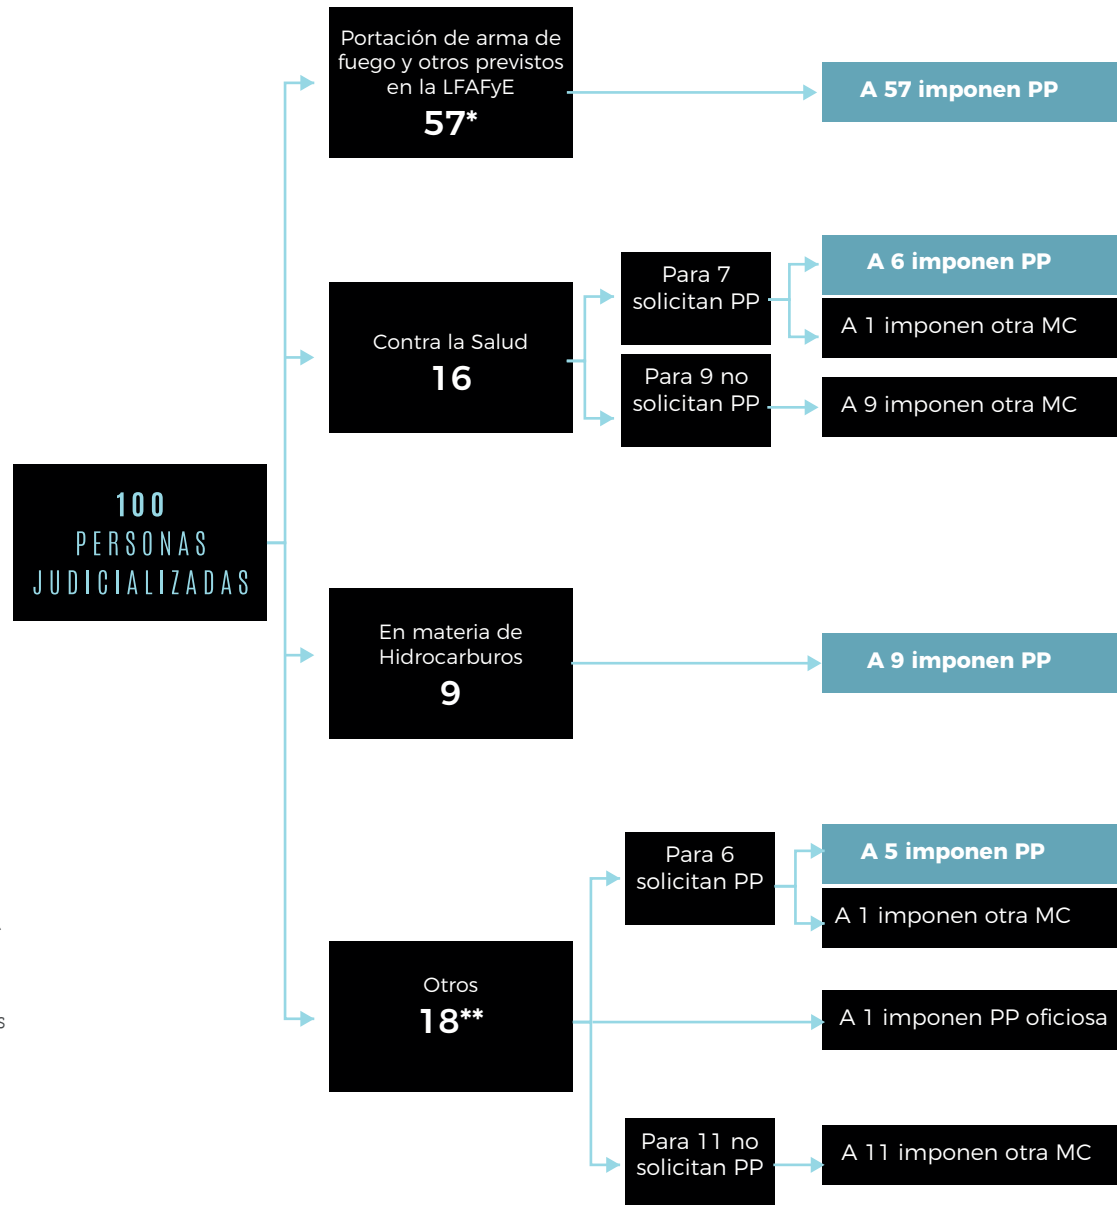 Portación de arma de
fuego y otros previstos
en la LFAFyE
57*
A 57 imponen PP
Contra la Salud
16
Para 7
solicitan PP
A 6 imponen PP
A 1 imponen otra MC
Para 9 no
solicitan PP
A 9 imponen otra MC
100
PERSONAS
JUDICIALIZADAS
En materia de
Hidrocarburos
9
A 9 imponen PP
Otros
18**
Para 6
solicitan PP
A 5 imponen PP
A 1 imponen otra MC
A 1 imponen PP oficiosa
Para 11 no
solicitan PP
A 11 imponen otra MC